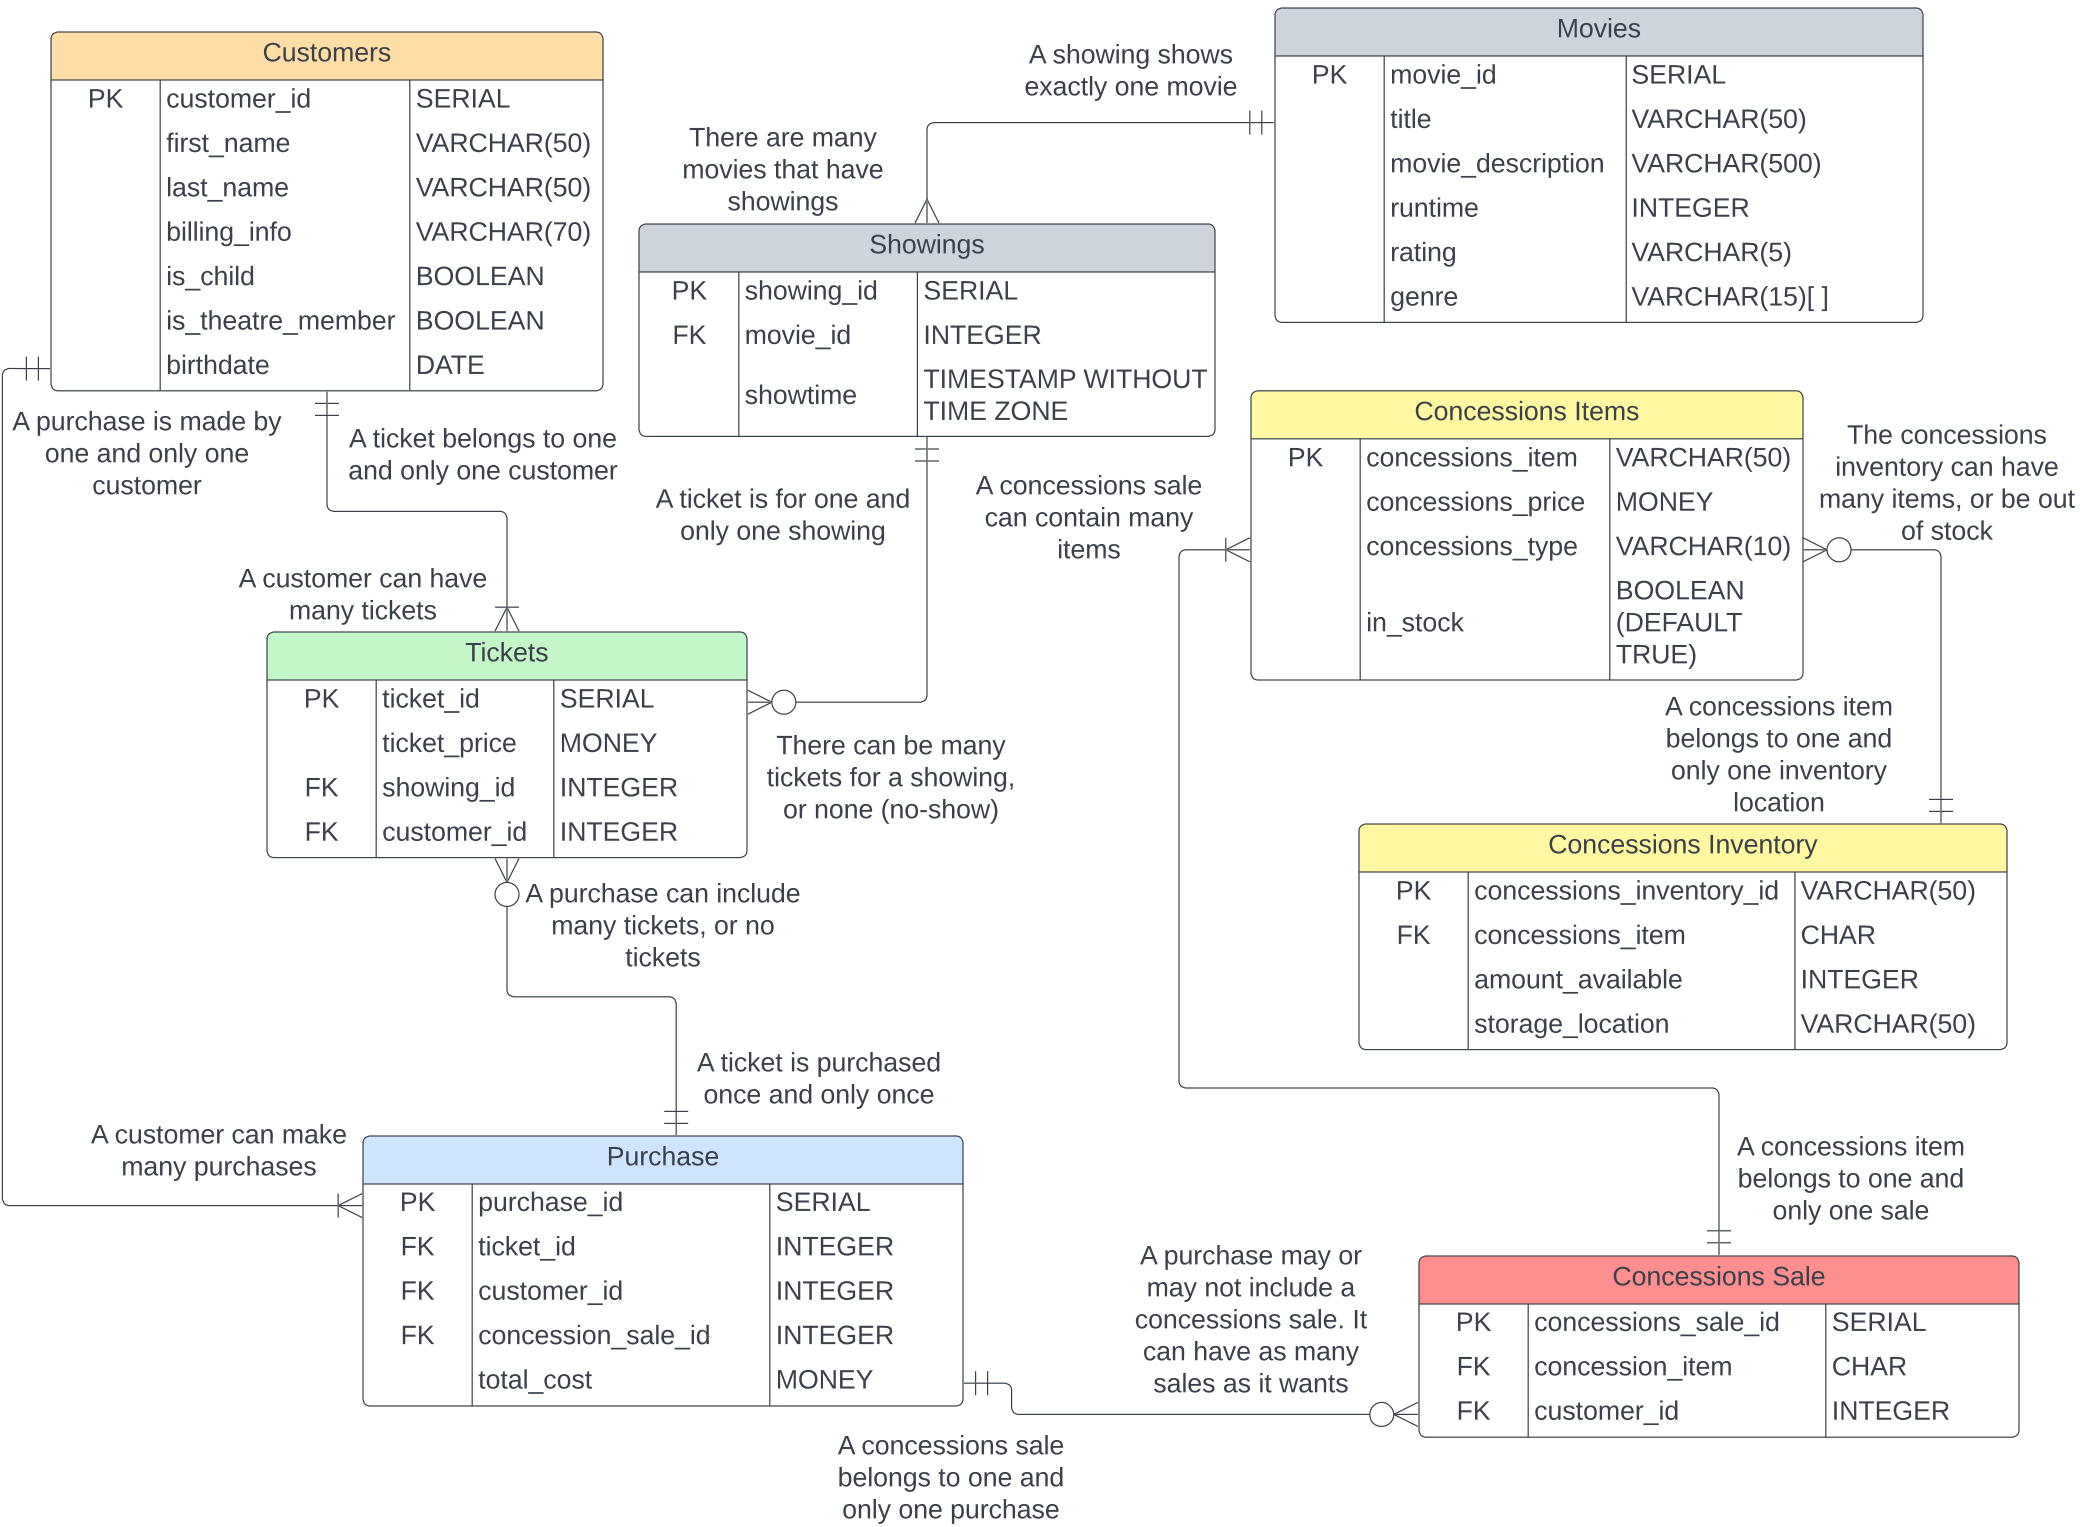 Customers
PK customer_id SERIAL
first_name VARCHAR(50)
last_name VARCHAR(50)
billing_info VARCHAR(70)
is_child BOOLEAN
is_theatre_member BOOLEAN
birthdate DATE
A showing shows
exactly one movie
Movies
PK movie_id SERIAL
title VARCHAR(50)
movie_description VARCHAR(500)
runtime INTEGER
rating VARCHAR(5)
genre VARCHAR(15)[ ]
There are many
movies that have
showings
Showings
PK showing_id SERIAL
FK movie_id INTEGER
showtime TIMESTAMP WITHOUT
TIME ZONE
A purchase is made by
one and only one
customer
A ticket belongs to one
and only one customer
A ticket is for one and
only one showing
A concessions sale
can contain many
items
Concessions Items
PK concessions_item VARCHAR(50)
concessions_price MONEY
concessions_type VARCHAR(10)
in_stock BOOLEAN
(DEFAULT
TRUE)
The concessions
inventory can have
many items, or be out
of stock
A customer can have
many tickets
Tickets
PK ticket_id SERIAL
ticket_price MONEY
FK showing_id INTEGER
FK customer_id INTEGER
There can be many
tickets for a showing,
or none (no-show)
A concessions item
belongs to one and
only one inventory
location
Concessions Inventory
PK concessions_inventory_id VARCHAR(50)
FK concessions_item CHAR
amount_available INTEGER
storage_location VARCHAR(50)
A purchase can include
many tickets, or no
tickets
A ticket is purchased
once and only once
A customer can make
many purchases
Purchase
PK purchase_id SERIAL
FK ticket_id INTEGER
FK customer_id INTEGER
FK concession_sale_id INTEGER
total_cost MONEY
A concessions item
belongs to one and
only one sale
A purchase may or
may not include a
concessions sale. It
can have as many
sales as it wants
Concessions Sale
PK concessions_sale_id SERIAL
FK concession_item CHAR
FK customer_id INTEGER
A concessions sale
belongs to one and
only one purchase